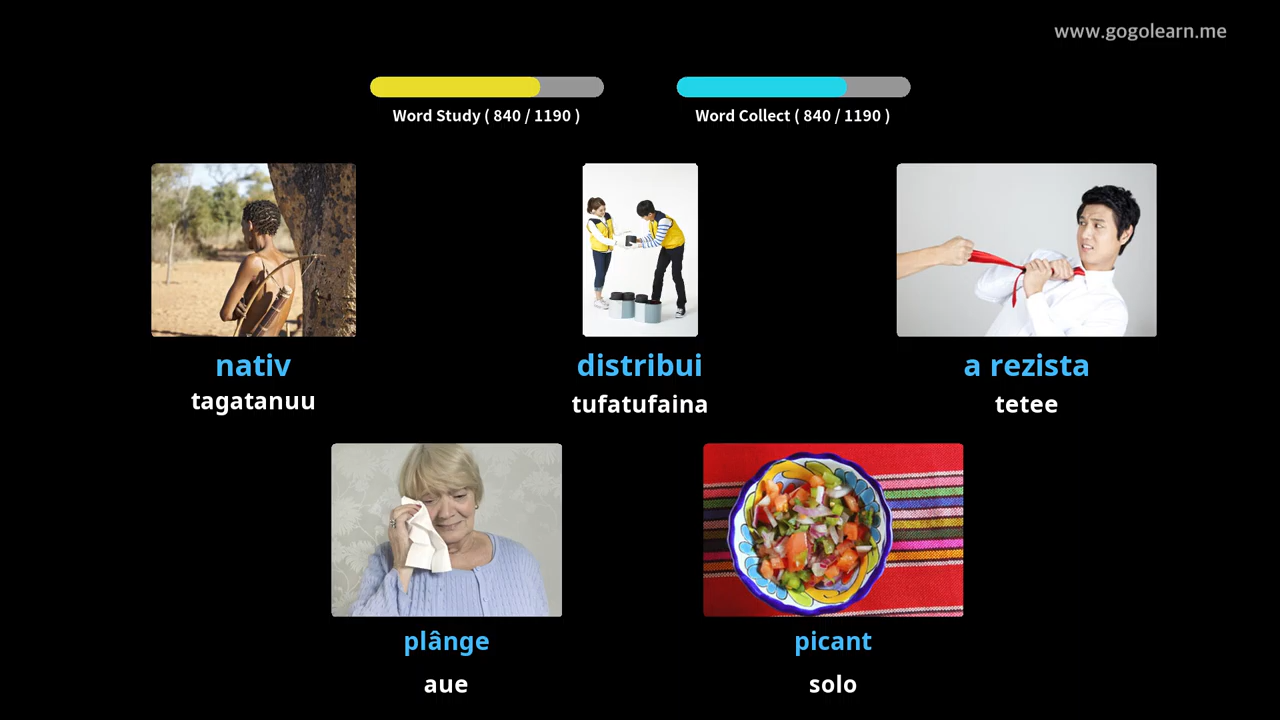 www.gogolearn.me
Word Study ( 840 / 1190 )
Word Collect ( 840 / 1190 )
nativ
tagatanuu
distribui
tufatufaina
a rezista
tetee
plânge
aue
picant
solo